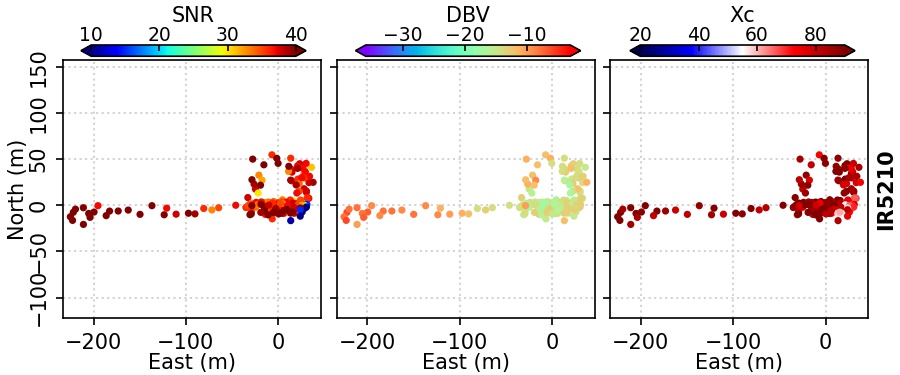 SNR DBV Xc
10 20 30 40 −30 −20 −10 20 40 60 80
150
100
50
0
−50
−100
North (m)
IR5210
−200 −100 0 −200 −100 0 −200 −100 0
East (m) East (m) East (m)